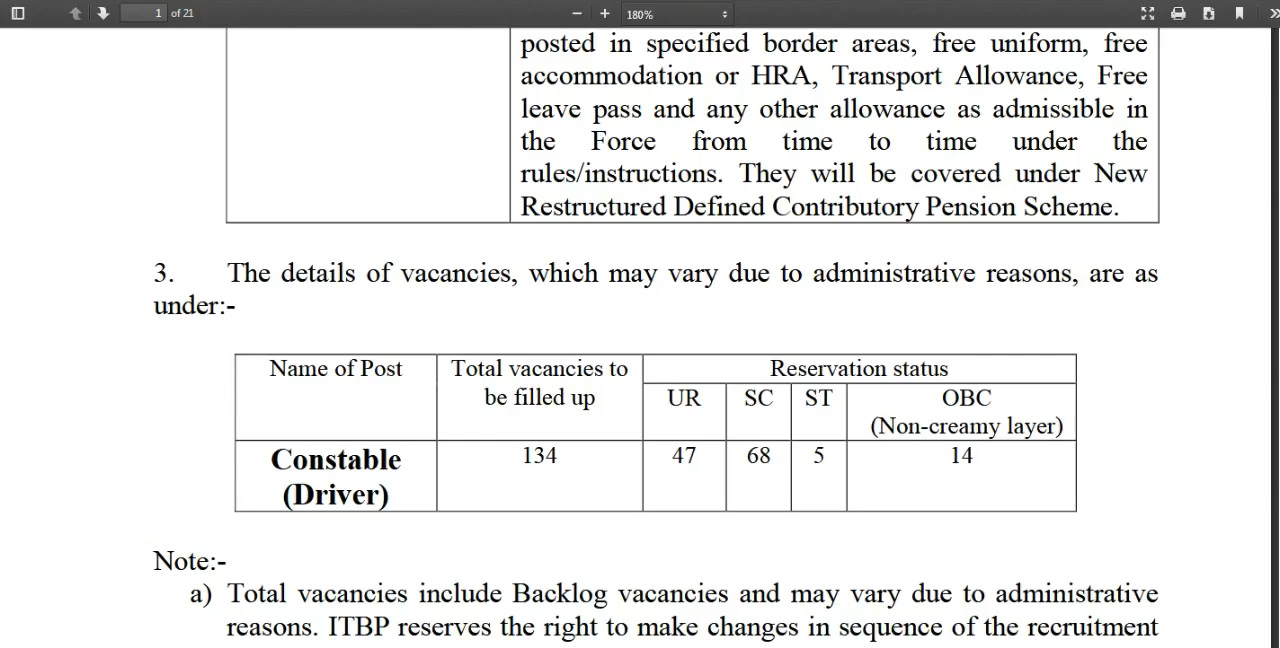 1 of 21
180%
posted in specified border areas, free uniform, free
accommodation or HRA, Transport Allowance, Free
leave pass and any other allowance as admissible in
the Force from time to time under the
rules/instructions. They will be covered under New
Restructured Defined Contributory Pension Scheme.
3. The details of vacancies, which may vary due to administrative reasons, are as
under:-
Name of Post Total vacancies to Reservation status
be filled up UR SC ST OBC
(Non-creamy layer)
Constable 134 47 68 5 14
(Driver)
Note:-
a) Total vacancies include Backlog vacancies and may vary due to administrative
reasons. ITBP reserves the right to make changes in sequence of the recruitment